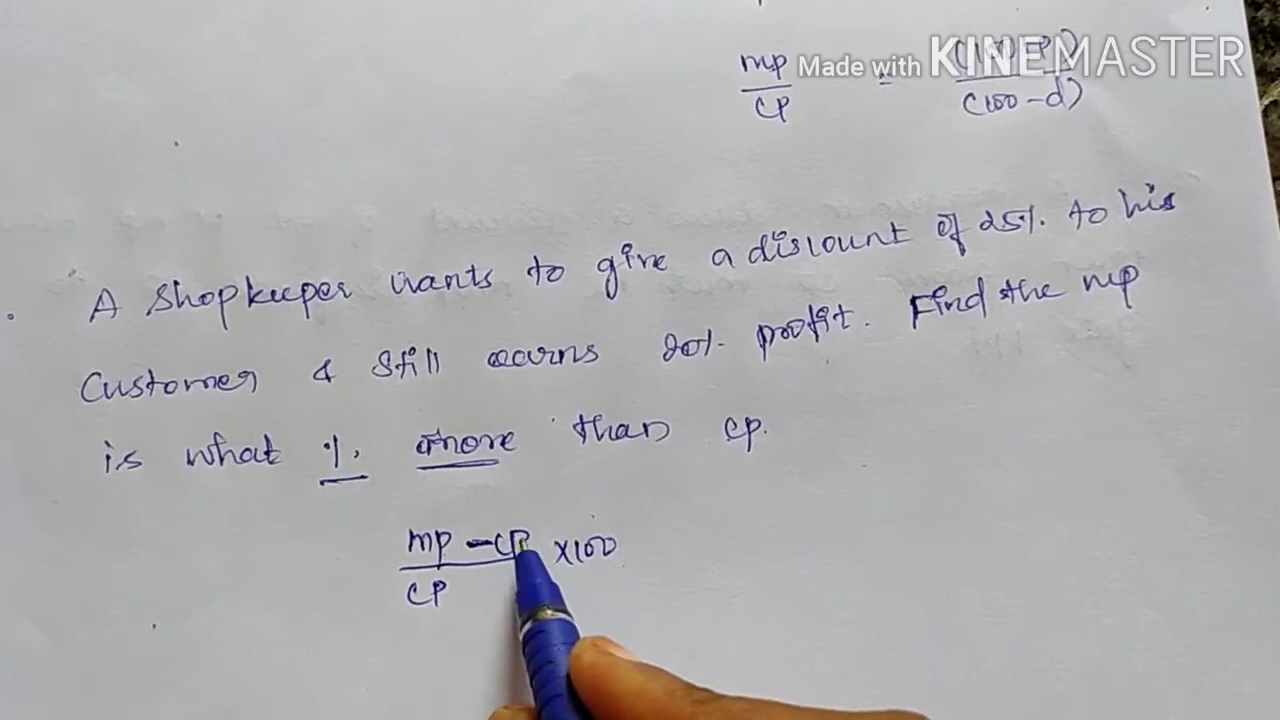 mp
Made with KINEMASTER
CP = (100-d)
A shopkeeper wants to give a discount of 25%. to his
customer & still earns 20%. profit. Find the mp
is what %. more than cp.
mp - CP ×100
CP